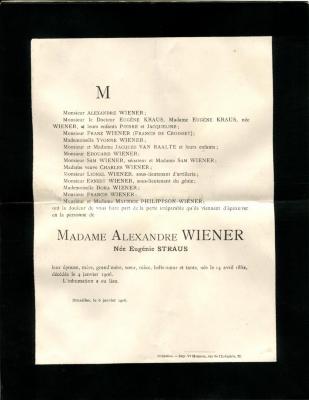 M
Monsieur ALEXANDRE WIENER;
Monsieur le Docteur EUGÈNE KRAUS, Madame EUGÈNE KRAUS, née
WIENER, et leurs enfants PIERRE et JACQUELINE;
Monsieur FRANZ WIENER (FRANCIS DE CROISSET);
Mademoiselle YVONNE WIENER;
Monsieur et Madame JACQUES VAN RAALTE et leurs enfants;
Monsieur EDOUARD WIENER;
Monsieur SAM WIENER, sénateur et Madame SAM WIENER;
Madame veuve CHARLES WIENER;
Monsieur LIONEL WIENER, sous-lieutenant d'artillerie;
Monsieur ERNEST WIENER, sous-lieutenant du génie;
Mademoiselle DORA WIENER;
Monsieur FRANCIS WIENER;
Monsieur et Madame MAURICE PHILIPPSON-WIENER;
ont la douleur de vous faire part de la perte irréparable qu'ils viennent d'éprouver
en la personne de
MADAME ALEXANDRE WIENER
Née Eugénie STRAUS
leur épouse, mère, grand'mère, sœur, nièce, belle-sœur et tante, née le 14 avril
décédée le 4 janvier 1906.
L'inhumation a eu lieu.
Bruxelles, le 6 janvier 1906.